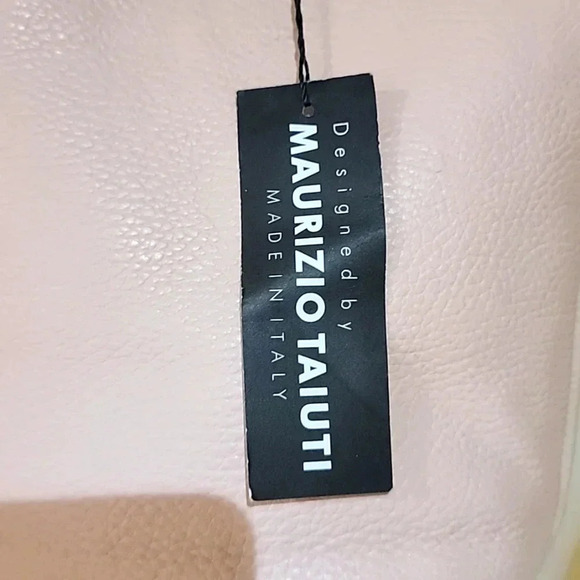 Designed by
MAURIZIO TAIUTI
MADE IN ITALY